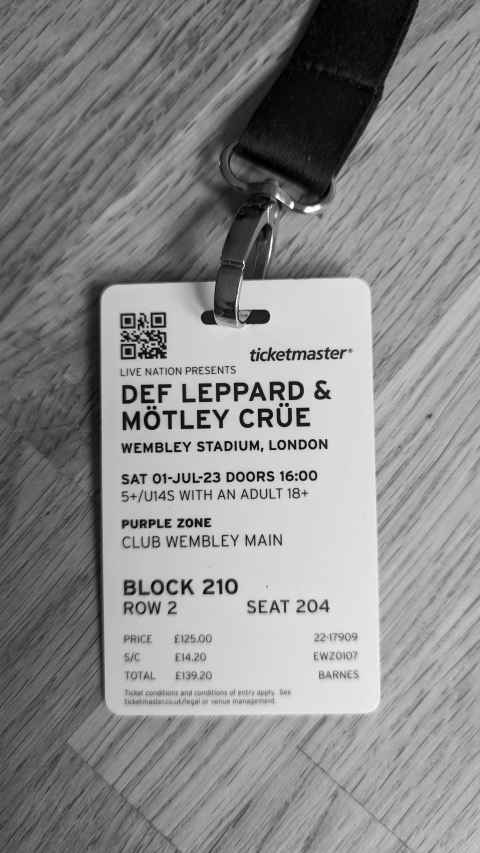 ticketmaster®
LIVE NATION PRESENTS
DEF LEPPARD &
MÖTLEY CRÜE
WEMBLEY STADIUM, LONDON
SAT 01-JUL-23 DOORS 16:00
5+/U14S WITH AN ADULT 18+
PURPLE ZONE
CLUB WEMBLEY MAIN
BLOCK 210
ROW 2 SEAT 204
PRICE £125.00 22-17909
S/C £14.20 EWZ0107
TOTAL £139.20 BARNES
Ticket conditions and conditions of entry apply. See
ticketmaster.co.uk/legal or venue management.